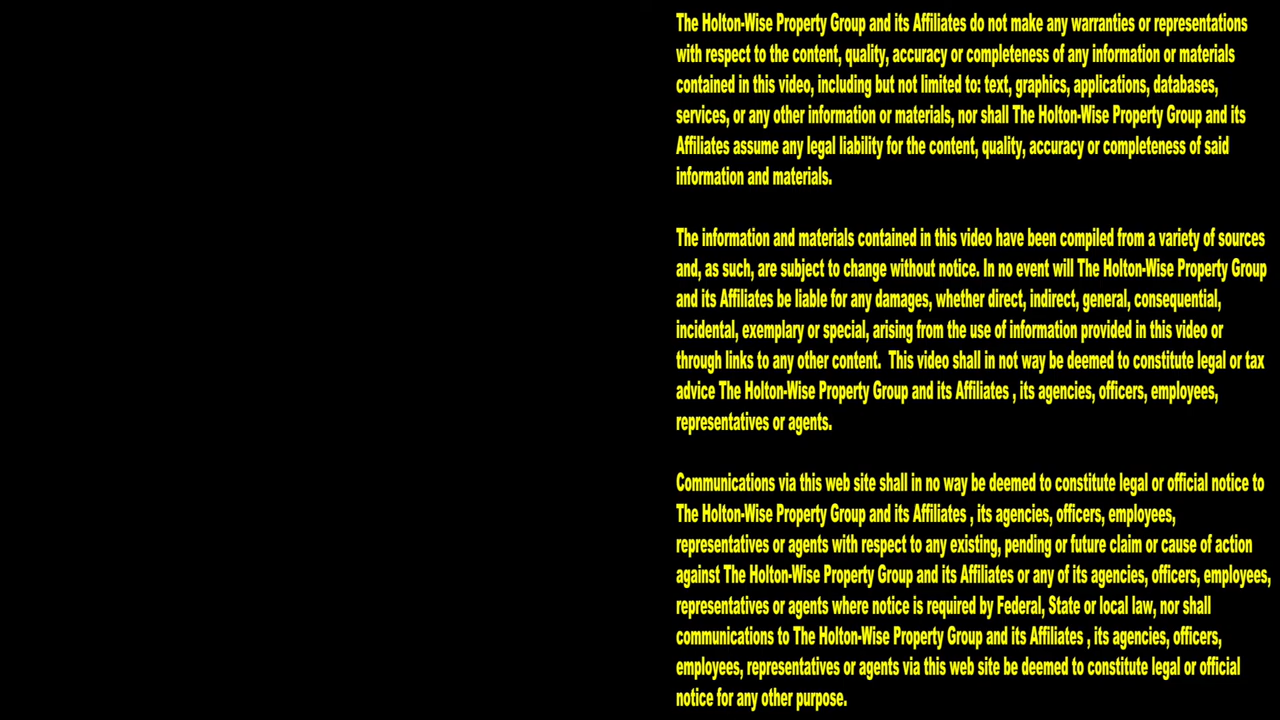 The Holton-Wise Property Group and its Affiliates do not make any warranties or representations
with respect to the content, quality, accuracy or completeness of any information or materials
contained in this video, including but not limited to: text, graphics, applications, databases,
services, or any other information or materials, nor shall The Holton-Wise Property Group and its
Affiliates assume any legal liability for the content, quality, accuracy or completeness of said
information and materials.
The information and materials contained in this video have been compiled from a variety of sources
and, as such, are subject to change without notice. In no event will The Holton-Wise Property Group
and its Affiliates be liable for any damages, whether direct, indirect, general, consequential,
incidental, exemplary or special, arising from the use of information provided in this video or
through links to any other content. This video shall in not way be deemed to constitute legal or tax
advice The Holton-Wise Property Group and its Affiliates , its agencies, officers, employees,
representatives or agents.
Communications via this web site shall in no way be deemed to constitute legal or official notice to
The Holton-Wise Property Group and its Affiliates , its agencies, officers, employees,
representatives or agents with respect to any existing, pending or future claim or cause of action
against The Holton-Wise Property Group and its Affiliates or any of its agencies, officers, employees,
representatives or agents where notice is required by Federal, State or local law, nor shall
communications to The Holton-Wise Property Group and its Affiliates , its agencies, officers,
employees, representatives or agents via this web site be deemed to constitute legal or official
notice for any other purpose.